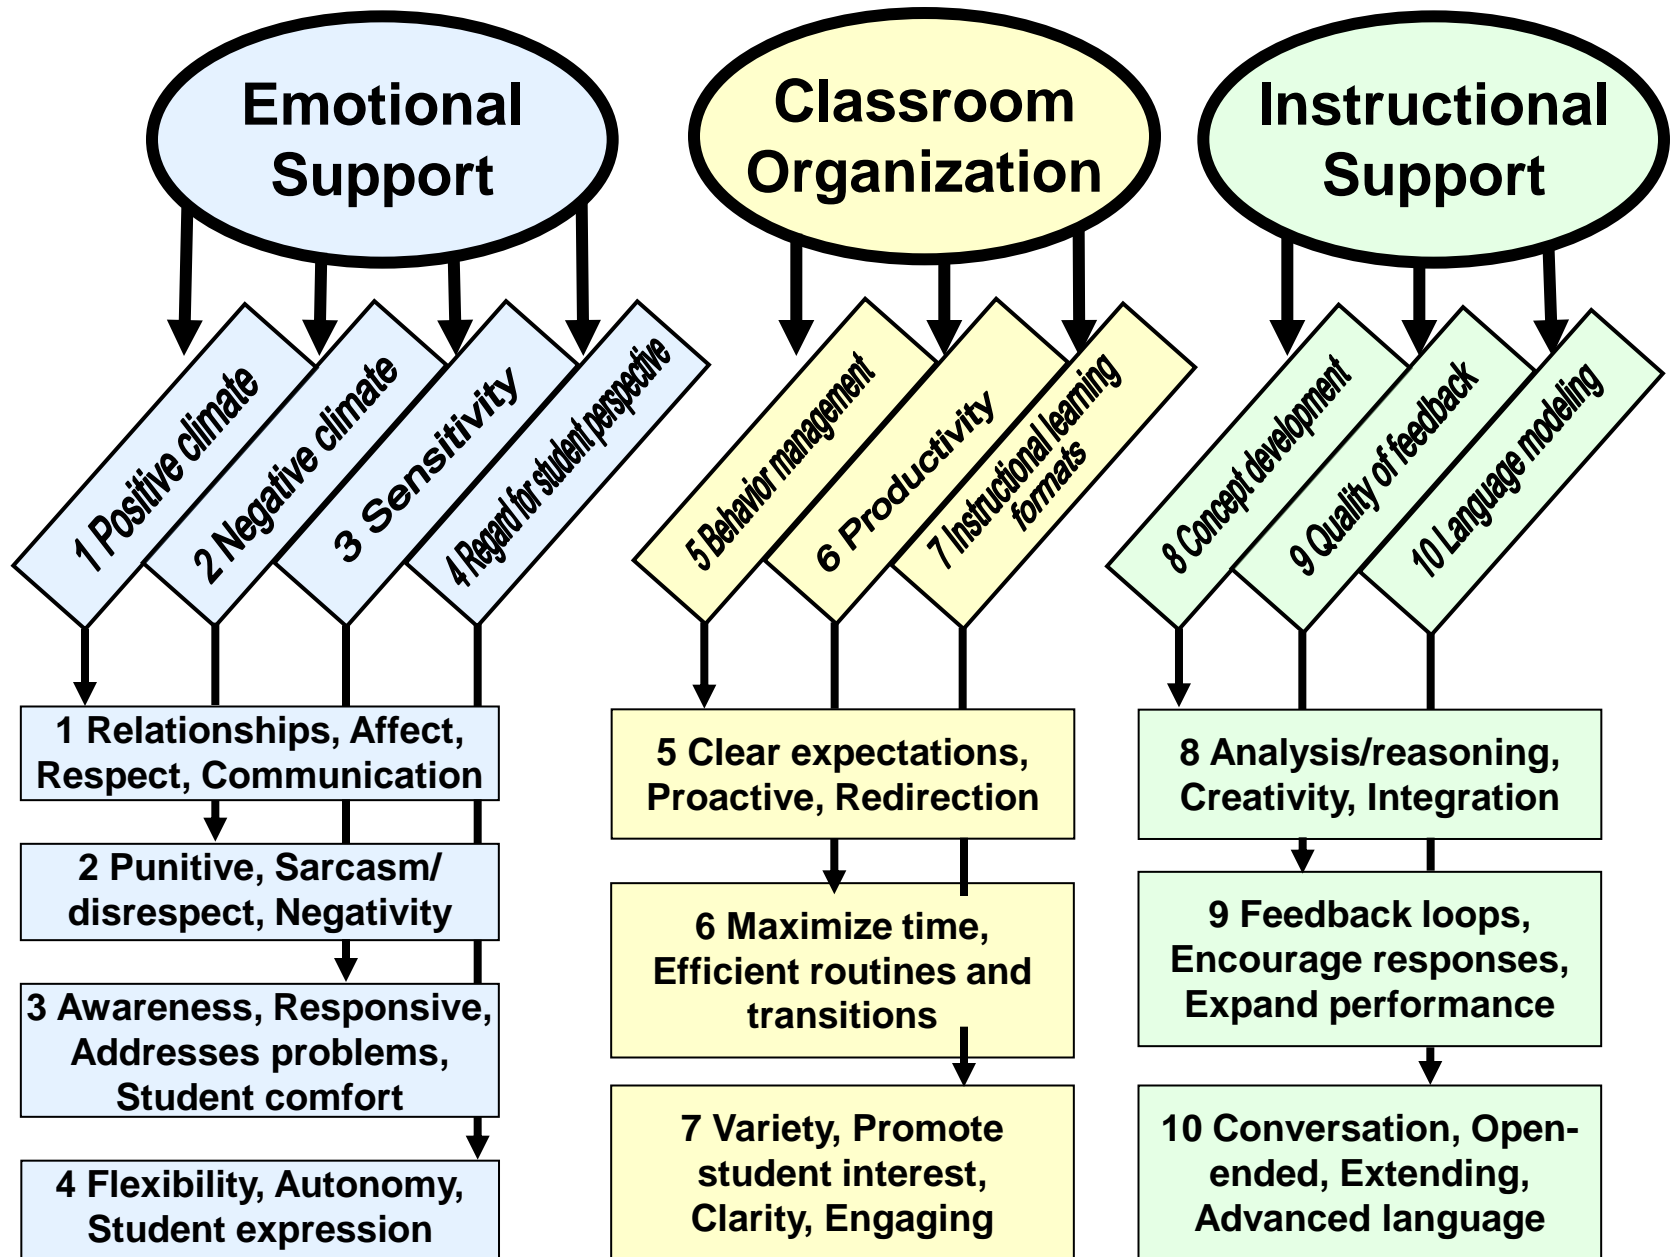 Emotional
Support
Classroom
Organization
Instructional
Support
1 Positive climate
2 Negative climate
3 Sensitivity
4 Regard for student perspective
5 Behavior management
6 Productivity
7 Instructional learning
formats
8 Concept development
9 Quality of feedback
10 Language modeling
1 Relationships, Affect,
Respect, Communication
2 Punitive, Sarcasm/
disrespect, Negativity
3 Awareness, Responsive,
Addresses problems,
Student comfort
4 Flexibility, Autonomy,
Student expression
5 Clear expectations,
Proactive, Redirection
6 Maximize time,
Efficient routines and
transitions
7 Variety, Promote
student interest,
Clarity, Engaging
8 Analysis/reasoning,
Creativity, Integration
9 Feedback loops,
Encourage responses,
Expand performance
10 Conversation, Open-
ended, Extending,
Advanced language